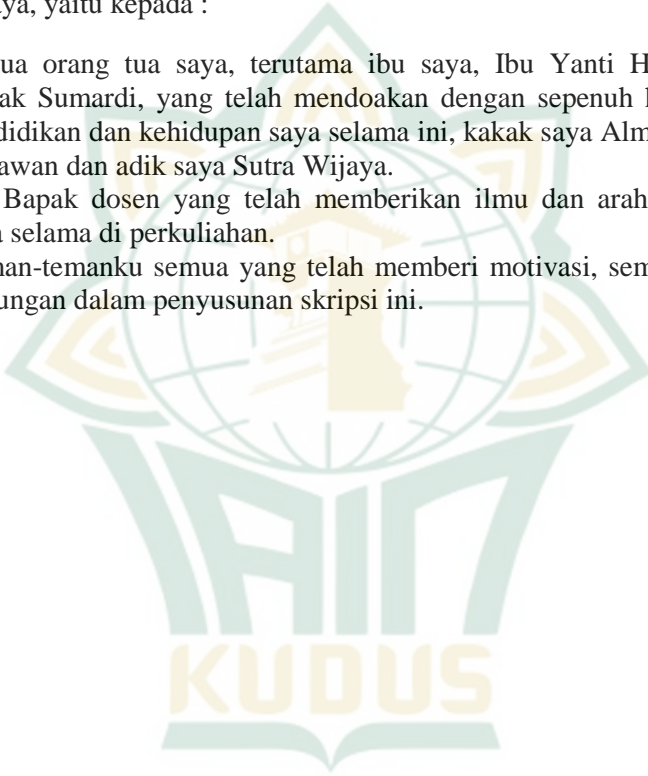 aya, yaitu kepada :
ua orang tua saya, terutama ibu saya, Ibu Yanti H
ak Sumardi, yang telah mendoakan dengan sepenuh
didikan dan kehidupan saya selama ini, kakak saya Alm
awan dan adik saya Sutra Wijaya.
Bapak dosen yang telah memberikan ilmu dan arah
selama di perkuliahan.
man-temanku semua yang telah memberi motivasi, sem
ungan dalam penyusunan skripsi ini.
IAIN
KUDUS